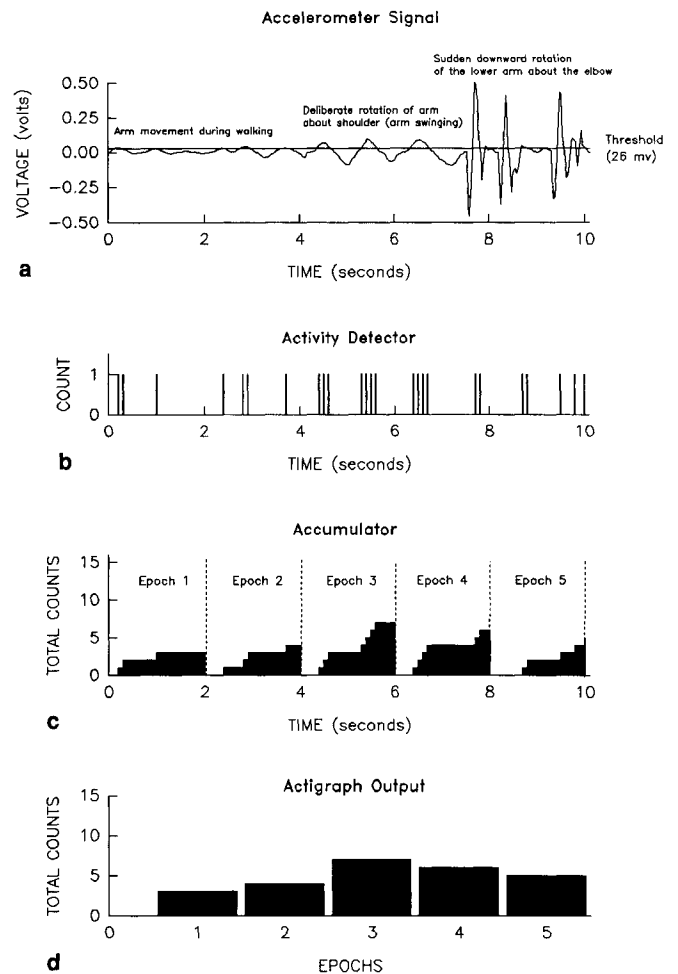 Accelerometer Signal
Sudden downward rotation
of the lower arm about the elbow
Deliberate rotation of arm
about shoulder (arm swinging)
Arm movement during walking
Threshold
(26 mv)
VOLTAGE (volts)
0.50
0.25
0.00
−0.25
−0.50
0 2 4 6 8 10
TIME (seconds)
a
Activity Detector
COUNT
1
0
0 2 4 6 8 10
TIME (seconds)
b
Accumulator
TOTAL COUNTS
15
10
5
0
Epoch 1 Epoch 2 Epoch 3 Epoch 4 Epoch 5
0 2 4 6 8 10
TIME (seconds)
c
Actigraph Output
TOTAL COUNTS
15
10
5
0
1 2 3 4 5
EPOCHS
d